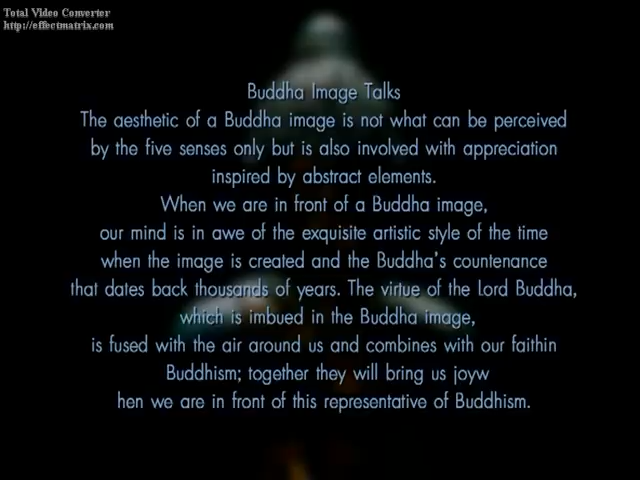 Total Video Converter
http://effectmatrix.com
Buddha Image Talks
The aesthetic of a Buddha image is not what can be perceived
by the five senses only but is also involved with appreciation
inspired by abstract elements.
When we are in front of a Buddha image,
our mind is in awe of the exquisite artistic style of the time
when the image is created and the Buddha's countenance
that dates back thousands of years. The virtue of the Lord Buddha,
which is imbued in the Buddha image,
is fused with the air around us and combines with our faithin
Buddhism; together they will bring us joyw
hen we are in front of this representative of Buddhism.